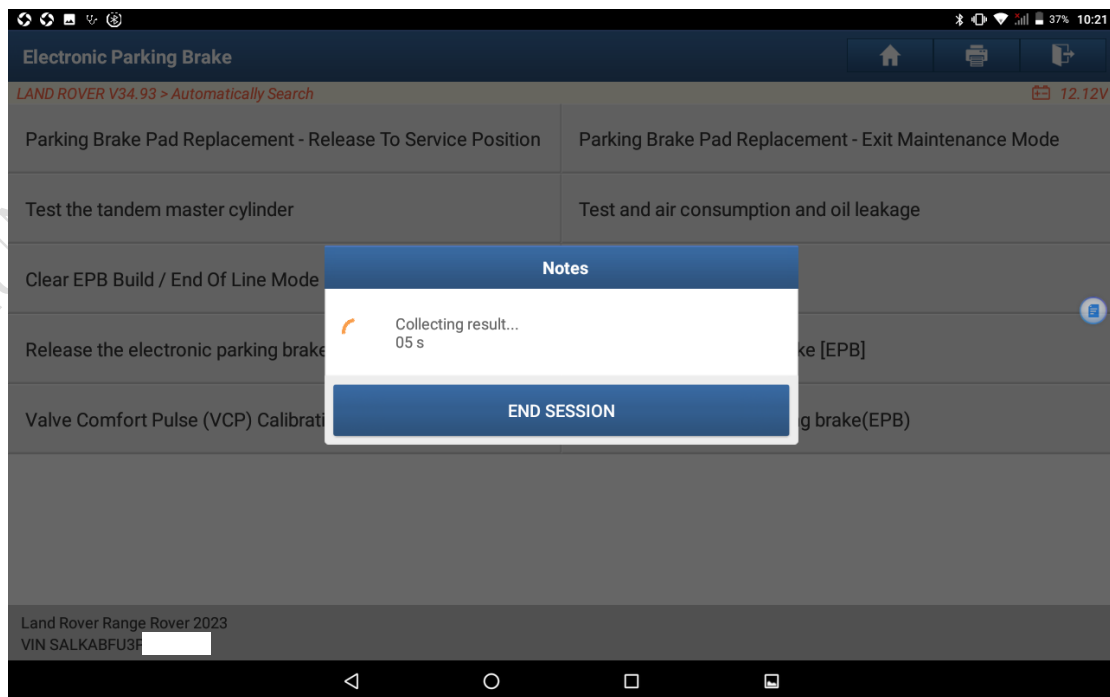 37% 10:21
Electronic Parking Brake
LAND ROVER V34.93 > Automatically Search
12.12V
Parking Brake Pad Replacement - Release To Service Position
Parking Brake Pad Replacement - Exit Maintenance Mode
Test the tandem master cylinder
Test and air consumption and oil leakage
Clear EPB Build / End Of Line Mode
Notes
Collecting result...
05 s
Release the electronic parking brake
ke [EPB]
END SESSION
Valve Comfort Pulse (VCP) Calibrati
g brake(EPB)
Land Rover Range Rover 2023
VIN SALKABFU3